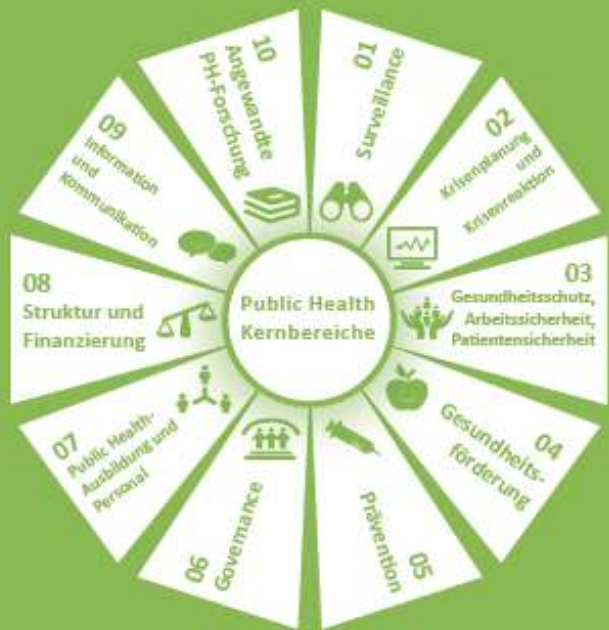 Public Health
Kernbereiche
01
Surveillance
02
Krisenplanung
und
Krisenreaktion
03
Gesundheitsschutz,
Arbeitssicherheit,
Patientensicherheit
04
Gesundheits-
förderung
05
Prävention
06
Governance
07
Public Health-
Ausbildung und
Personal
08
Struktur und
Finanzierung
09
Information
und
Kommunikation
10
Angewandte
PH-Forschung